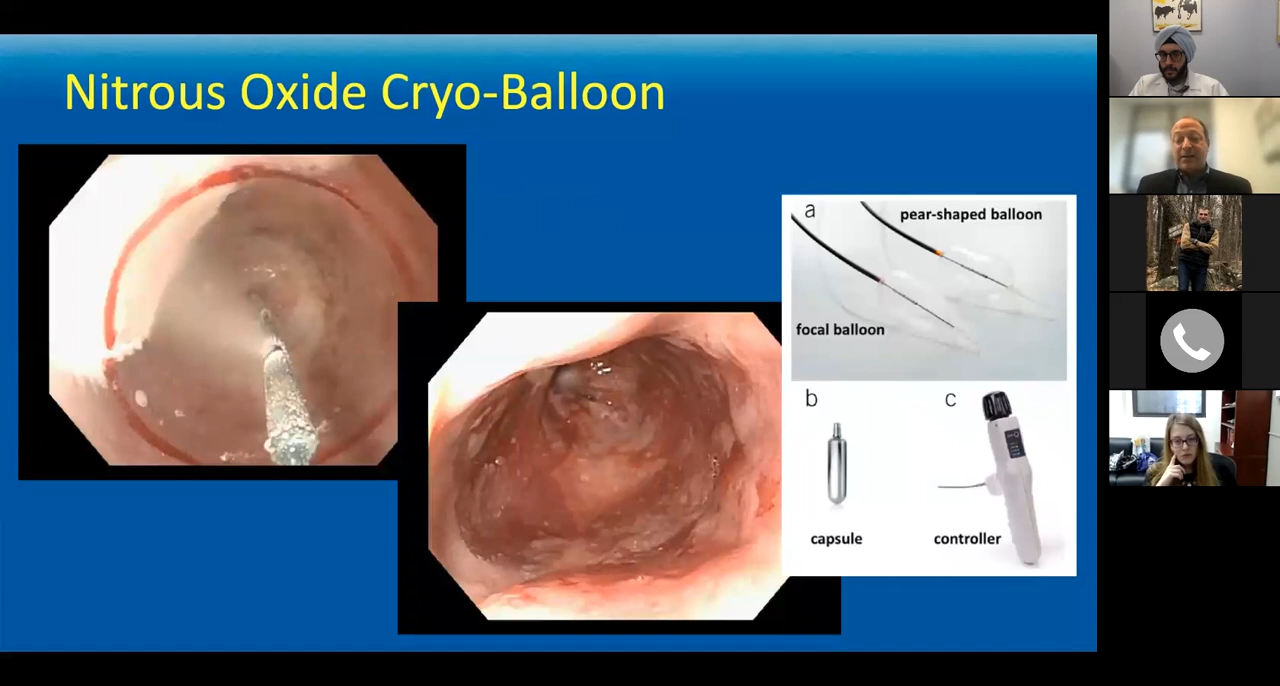 Nitrous Oxide Cryo-Balloon
a
pear-shaped balloon
focal balloon
b
c
capsule
controller